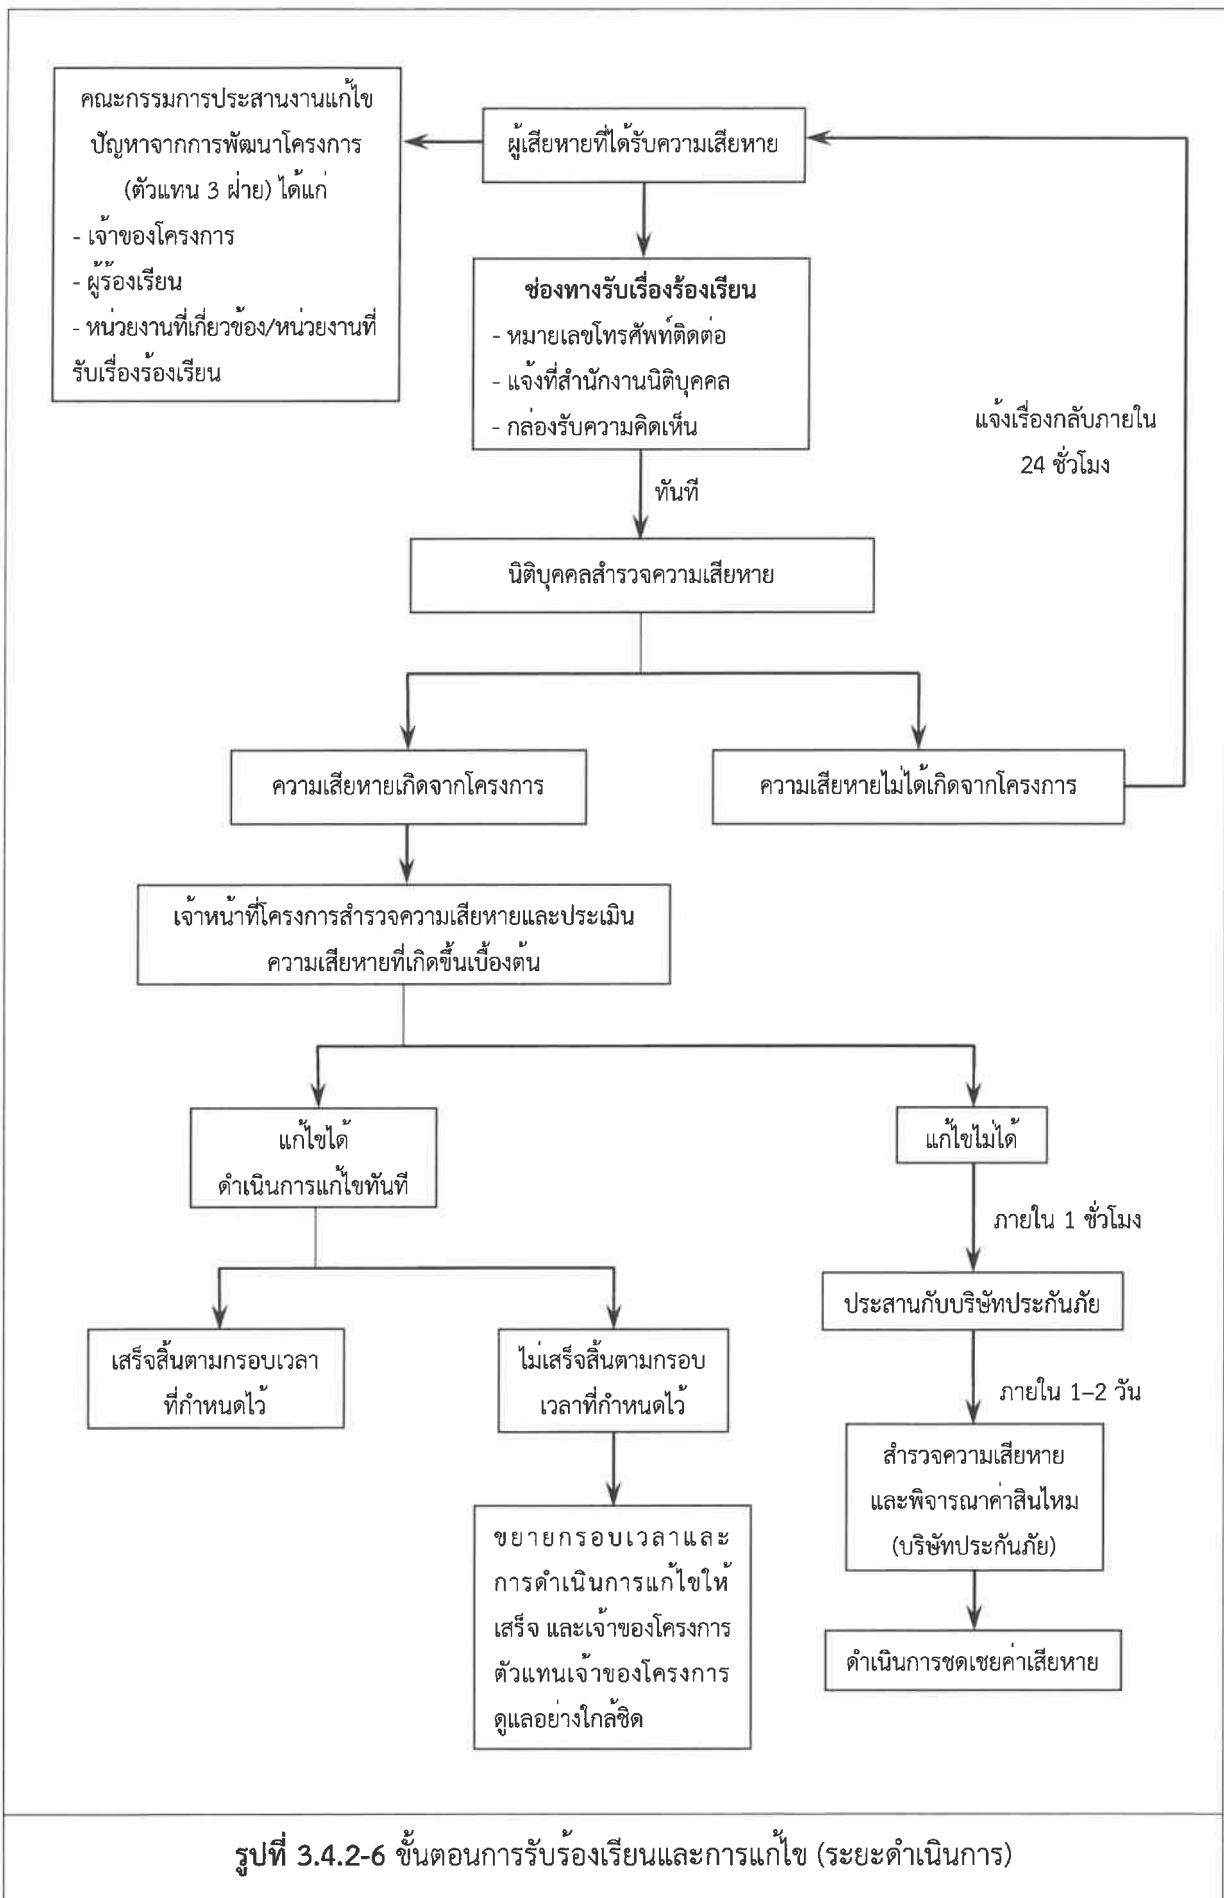 คณะกรรมการประสานงานแก้ไข
ปัญหาจากการพัฒนาโครงการ
(ตัวแทน 3 ฝ่าย) ได้แก่
- เจ้าของโครงการ
- ผู้ร้องเรียน
- หน่วยงานที่เกี่ยวข้อง/หน่วยงานที่
รับเรื่องร้องเรียน
ผู้เสียหายที่ได้รับความเสียหาย
ช่องทางรับเรื่องร้องเรียน
- หมายเลขโทรศัพท์ติดต่อ
- แจ้งที่สำนักงานนิติบุคคล
- กล่องรับความคิดเห็น
แจ้งเรื่องกลับภายใน
24 ชั่วโมง
ทันที
นิติบุคคลสำรวจความเสียหาย
ความเสียหายเกิดจากโครงการ
ความเสียหายไม่ได้เกิดจากโครงการ
เจ้าหน้าที่โครงการสำรวจความเสียหายและประเมิน
ความเสียหายที่เกิดขึ้นเบื้องต้น
แก้ไขได้
ดำเนินการแก้ไขทันที
แก้ไขไม่ได้
ภายใน 1 ชั่วโมง
ประสานกับบริษัทประกันภัย
เสร็จสิ้นตามกรอบเวลา
ที่กำหนดไว้
ไม่เสร็จสิ้นตามกรอบ
เวลาที่กำหนดไว้
ภายใน 1–2 วัน
สำรวจความเสียหาย
และพิจารณาค่าสินไหม
(บริษัทประกันภัย)
ขยายกรอบเวลาและ
การดำเนินการแก้ไขให้
เสร็จ และเจ้าของโครงการ
ตัวแทนเจ้าของโครงการ
ดูแลอย่างใกล้ชิด
ดำเนินการชดเชยค่าเสียหาย
รูปที่ 3.4.2-6 ขั้นตอนการรับร้องเรียนและการแก้ไข (ระยะดำเนินการ)